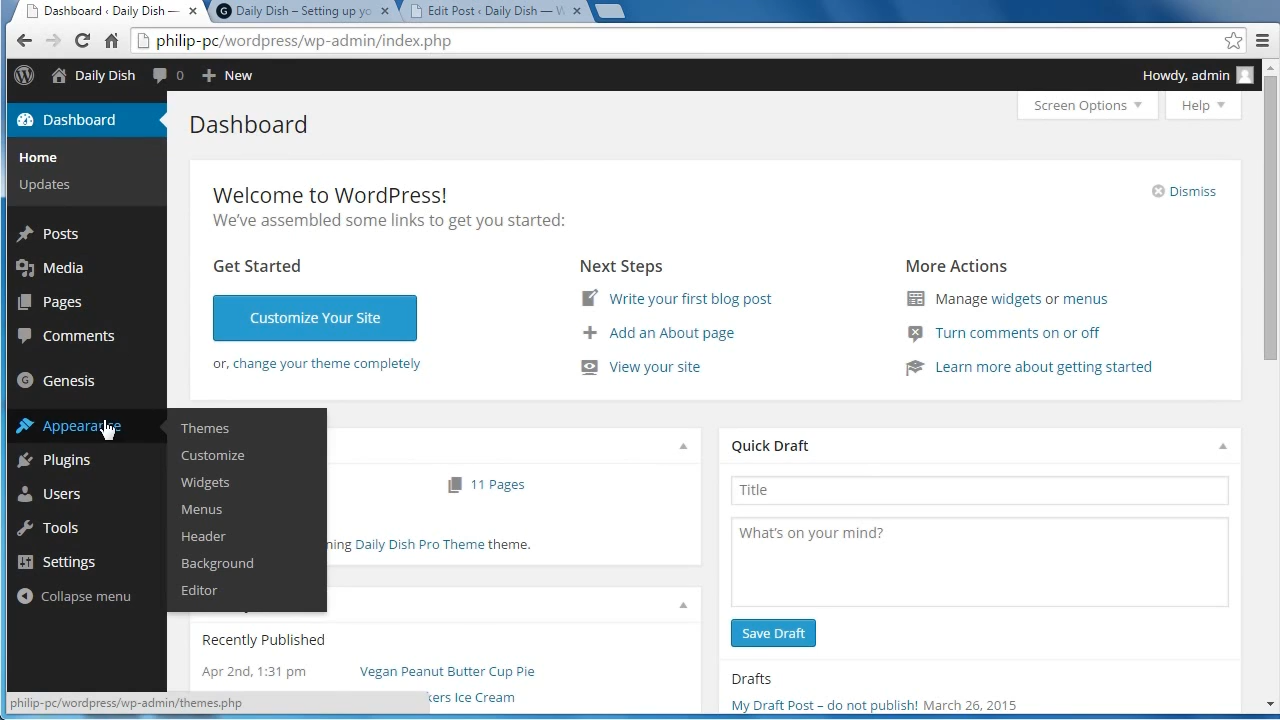 Dashboard ‹ Daily Dish —
Daily Dish – Setting up yo
Edit Post ‹ Daily Dish — W
philip-pc/wordpress/wp-admin/index.php
Daily Dish 0 New Howdy, admin
Screen Options Help
Dashboard
Dashboard
Home
Updates
Posts
Media
Pages
Comments
Genesis
Appearance
Plugins
Users
Tools
Settings
Collapse menu
Themes
Customize
Widgets
Menus
Header
Background
Editor
Welcome to WordPress!
Dismiss
We’ve assembled some links to get you started:
Get Started
Customize Your Site
or, change your theme completely
Next Steps
Write your first blog post
Add an About page
View your site
More Actions
Manage widgets or menus
Turn comments on or off
Learn more about getting started
11 Pages
Daily Dish Pro Theme theme.
Recently Published
Apr 2nd, 1:31 pm Vegan Peanut Butter Cup Pie
Ice Cream
Quick Draft
Title
What's on your mind?
Save Draft
Drafts
My Draft Post – do not publish! March 26, 2015
philip-pc/wordpress/wp-admin/themes.php